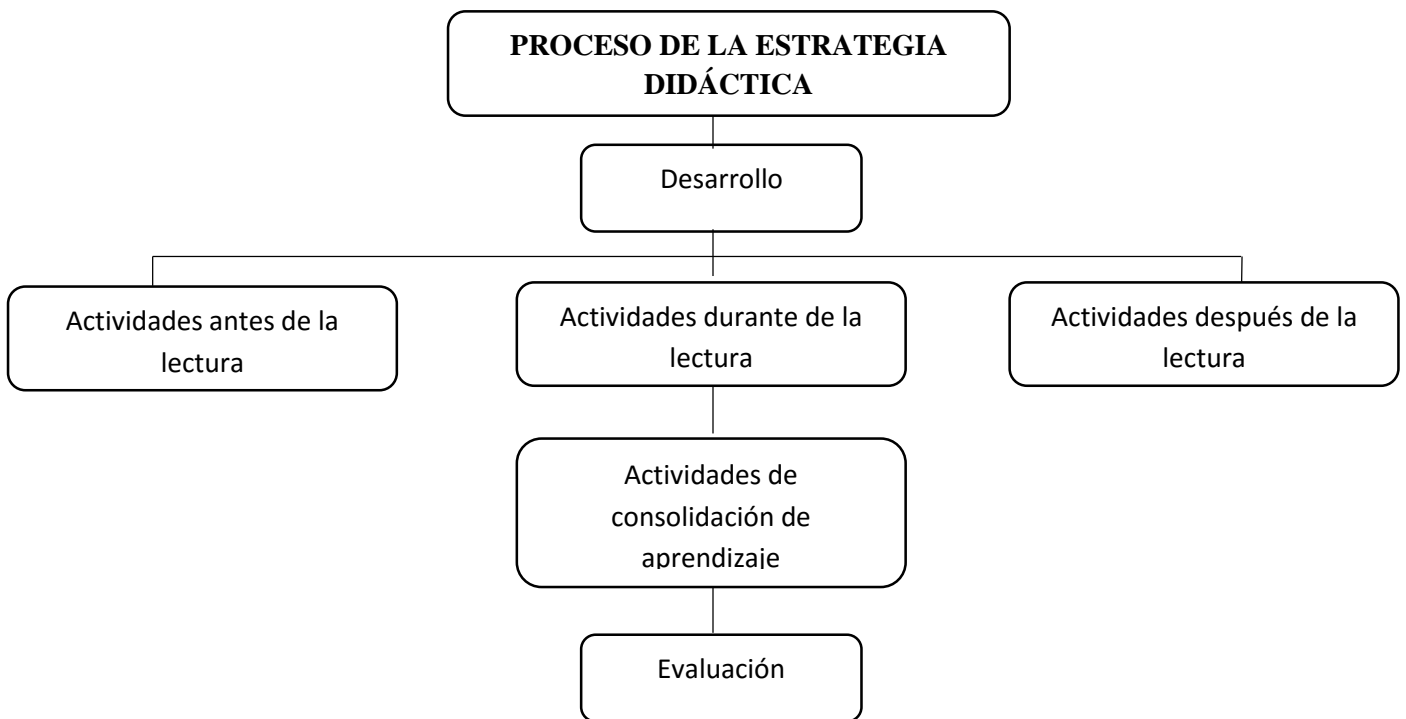 PROCESO DE LA ESTRATEGIA
DIDÁCTICA
Desarrollo
Actividades antes de la
lectura
Actividades durante de la
lectura
Actividades después de la
lectura
Actividades de
consolidación de
aprendizaje
Evaluación